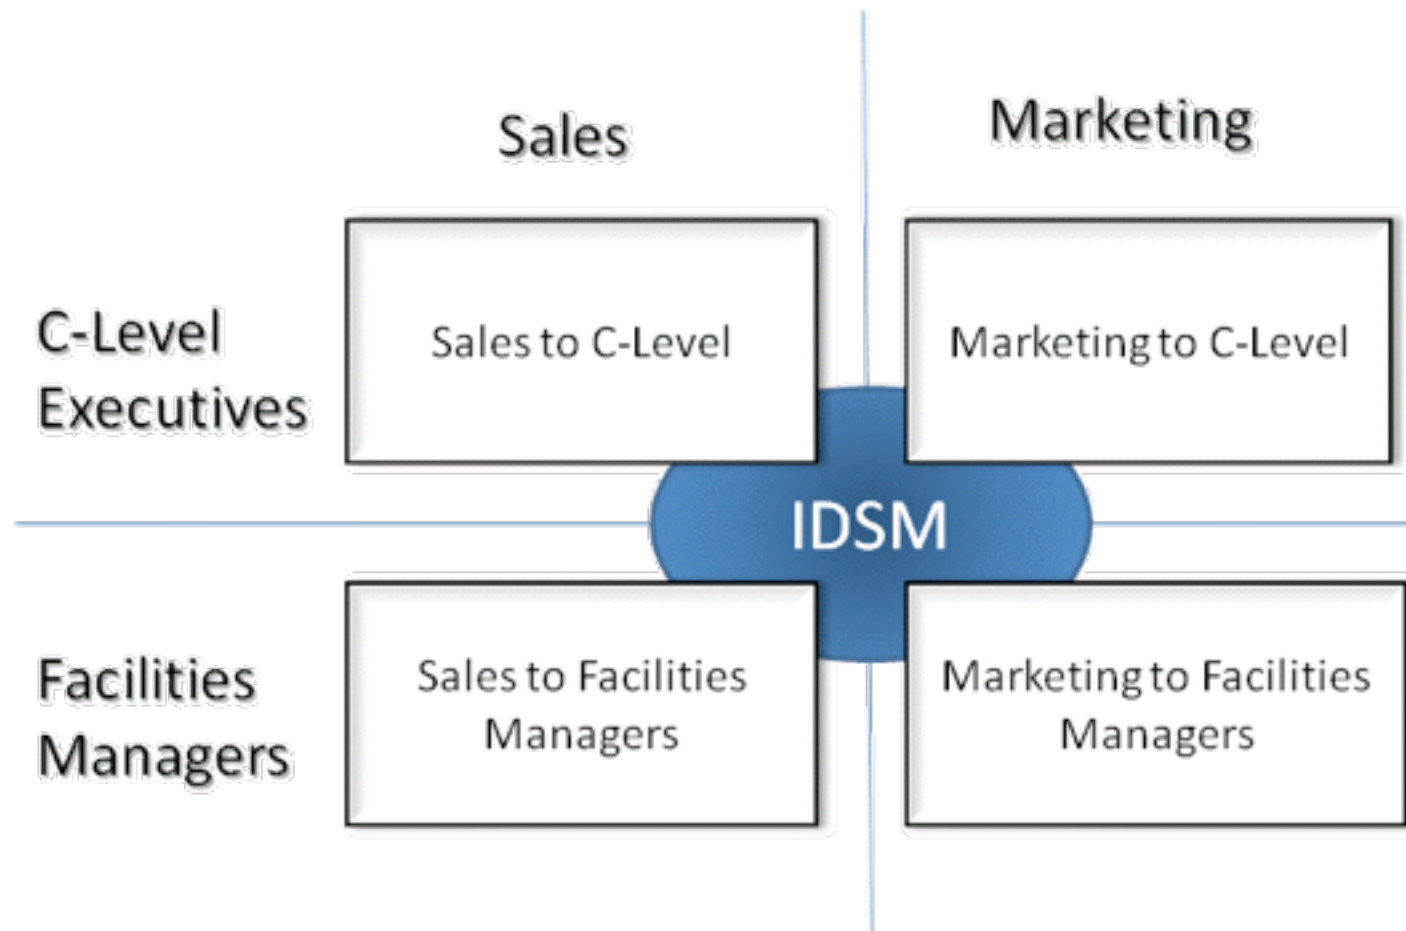 Sales
Marketing
C-Level
Executives
Sales to C-Level
Marketing to C-Level
IDSM
Facilities
Managers
Sales to Facilities
Managers
Marketing to Facilities
Managers